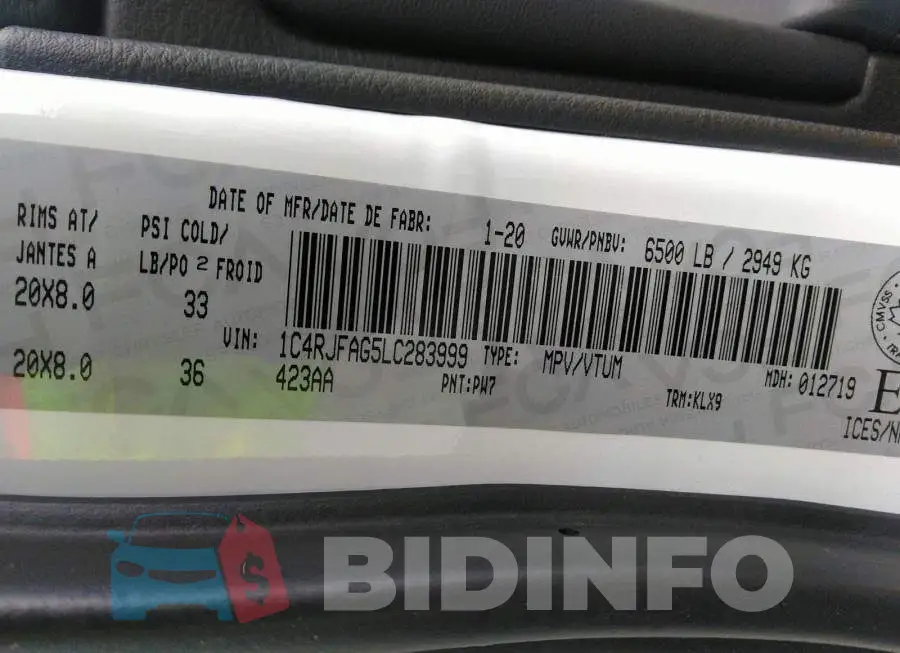 DATE OF MFR/DATE DE FABR: 1-20 GVWR/PNBV: 6500 LB / 2949 KG
RIMS AT/ PSI COLD/
JANTES A LB/PO 2 FROID
20X8.0 33
VIN: 1C4RJFAG5LC283999 TYPE: MPV/VTUM MDH: 012719
20X8.0 36 423AA PNT:PW7 TRM:KLX9
CMVSS
ICES/N
BIDINFO